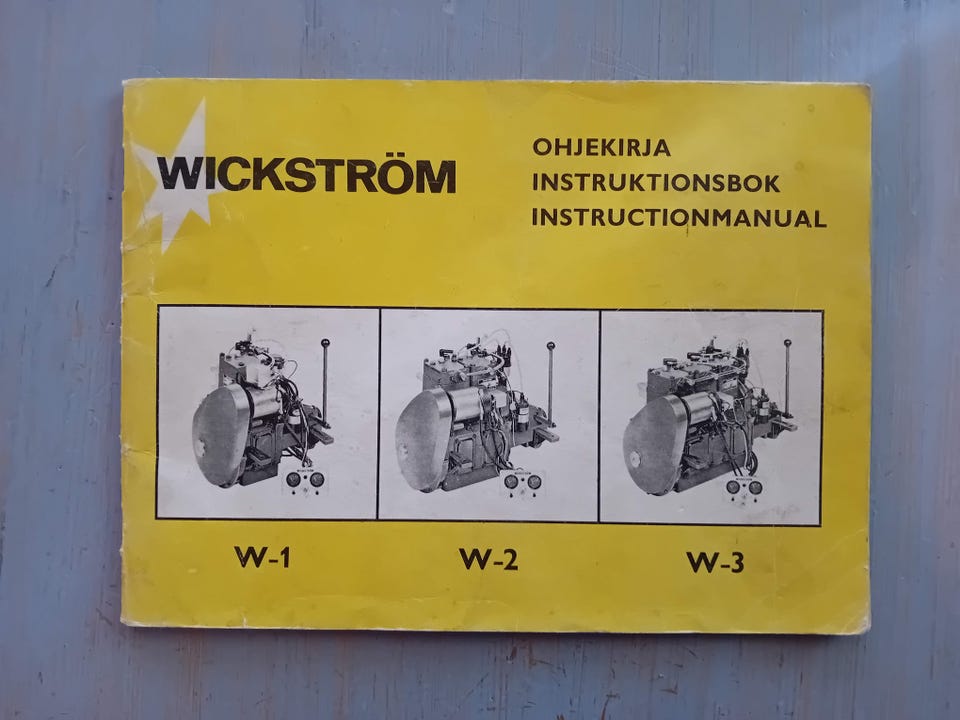 WICKSTRÖM
OHJEKIRJA
INSTRUKTIONSBOK
INSTRUCTIONMANUAL
W-1
W-2
W-3